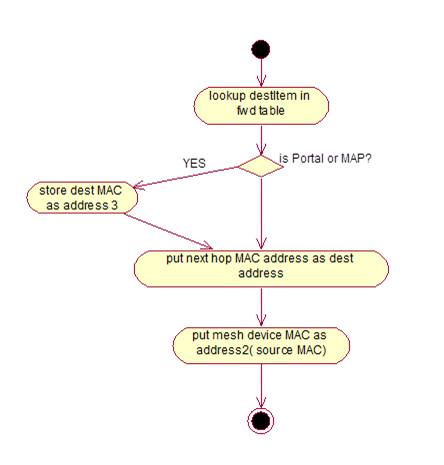 lookup destItem in
fwd table
is Portal or MAP?
YES
store dest MAC
as address 3
put next hop MAC address as dest
address
put mesh device MAC as
address2( source MAC)